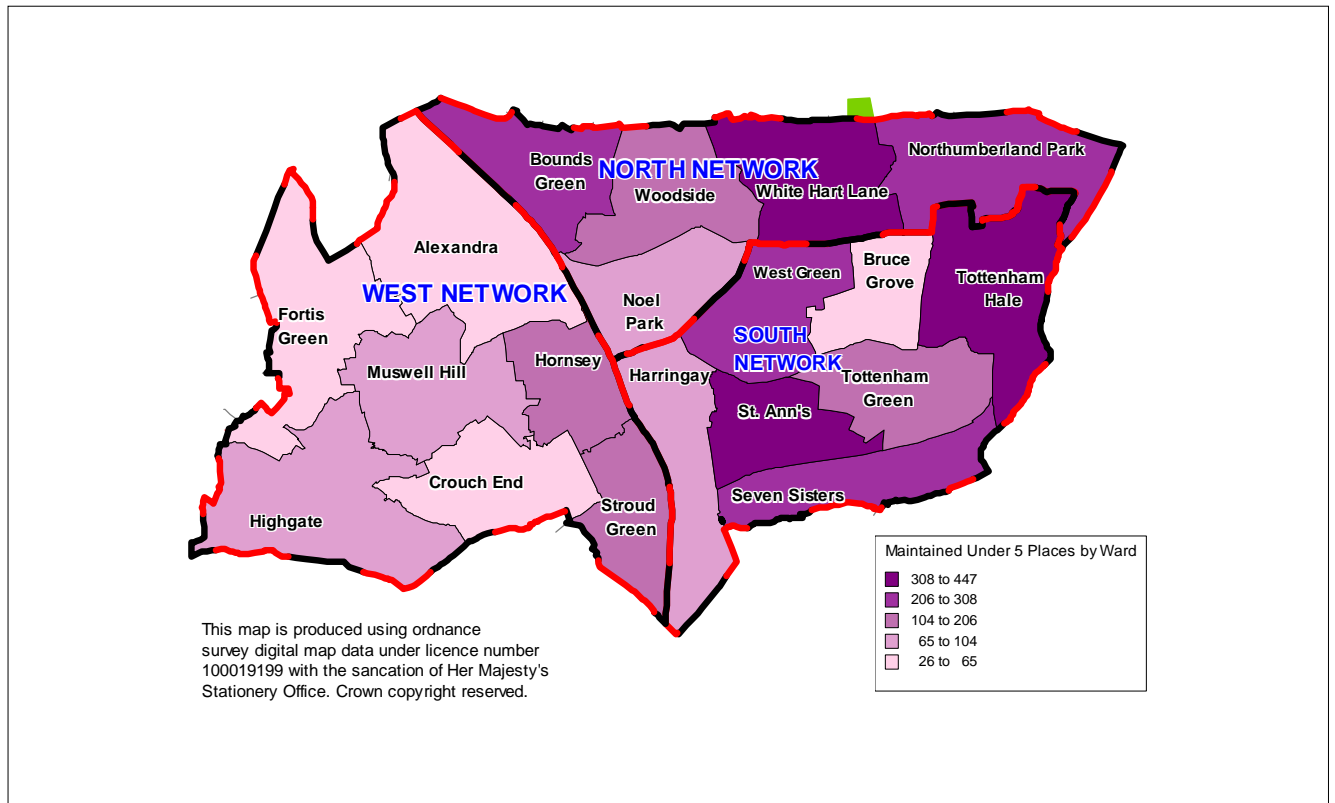 Bounds
Green
NORTH NETWORK
Woodside
White Hart Lane
Northumberland Park
Alexandra
West Green
Bruce
Grove
Tottenham
Hale
WEST NETWORK
Noel
Park
Fortis
Green
SOUTH
NETWORK
Hornsey
Muswell Hill
Harringay
Tottenham
Green
St. Ann's
Crouch End
Seven Sisters
Stroud
Green
Highgate
Maintained Under 5 Places by Ward
308 to 447
206 to 308
104 to 206
65 to 104
26 to 65
This map is produced using ordnance
survey digital map data under licence number
100019199 with the sancation of Her Majesty's
Stationery Office. Crown copyright reserved.